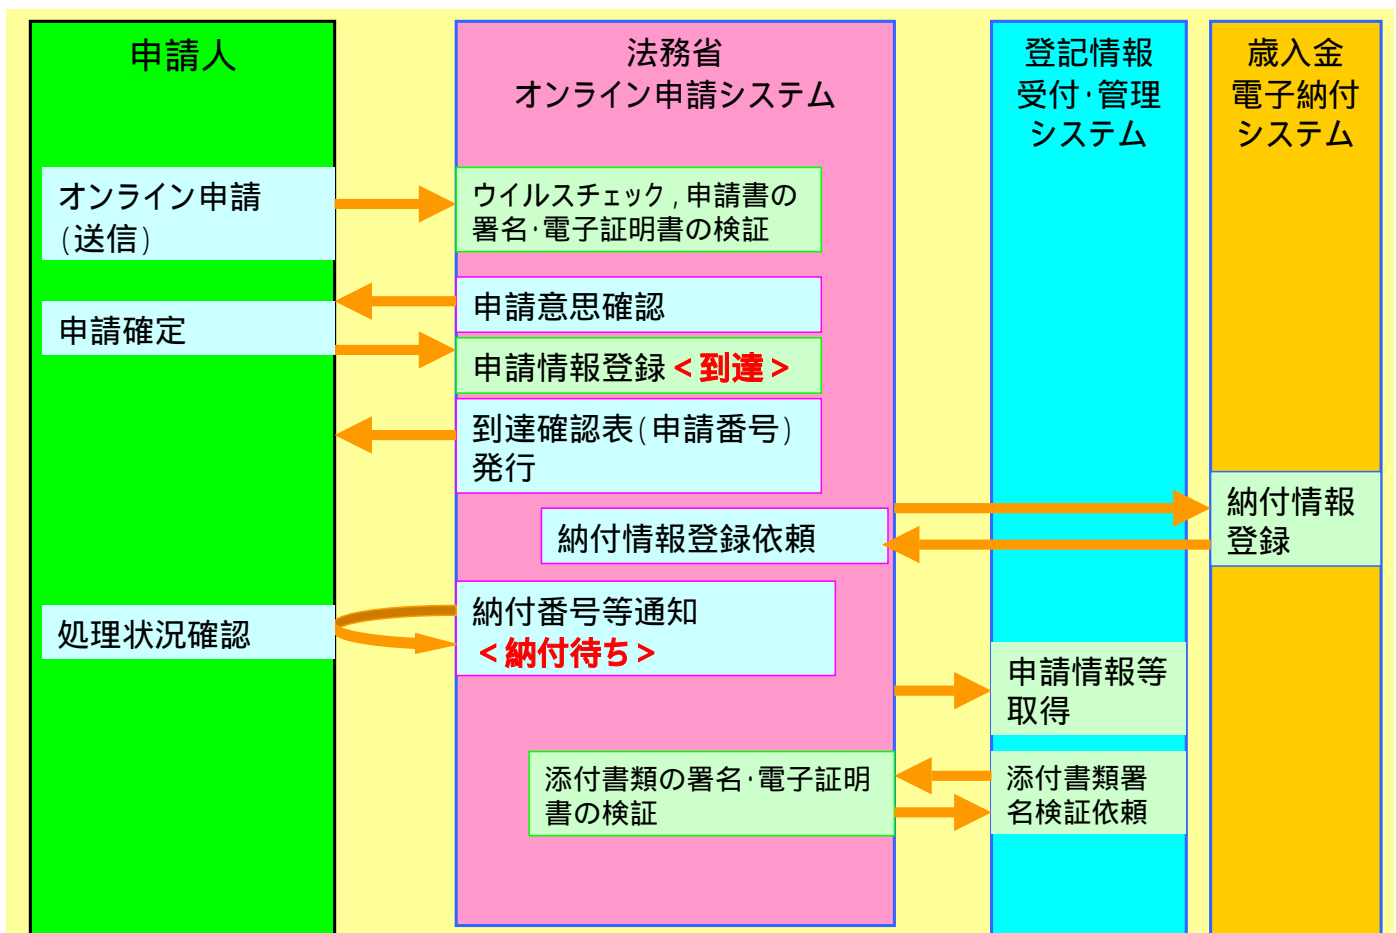 申請人
法務省
オンライン申請システム
登記情報
受付･管理
システム
歳入金
電子納付
システム
オンライン申請
(送信)
ウイルスチェック,申請書の
署名･電子証明書の検証
申請意思確認
申請確定
申請情報登録<到達>
到達確認表(申請番号)
発行
納付情報登録依頼
納付情報
登録
納付番号等通知
<納付待ち>
処理状況確認
申請情報等
取得
添付書類の署名･電子証明
書の検証
添付書類署
名検証依頼